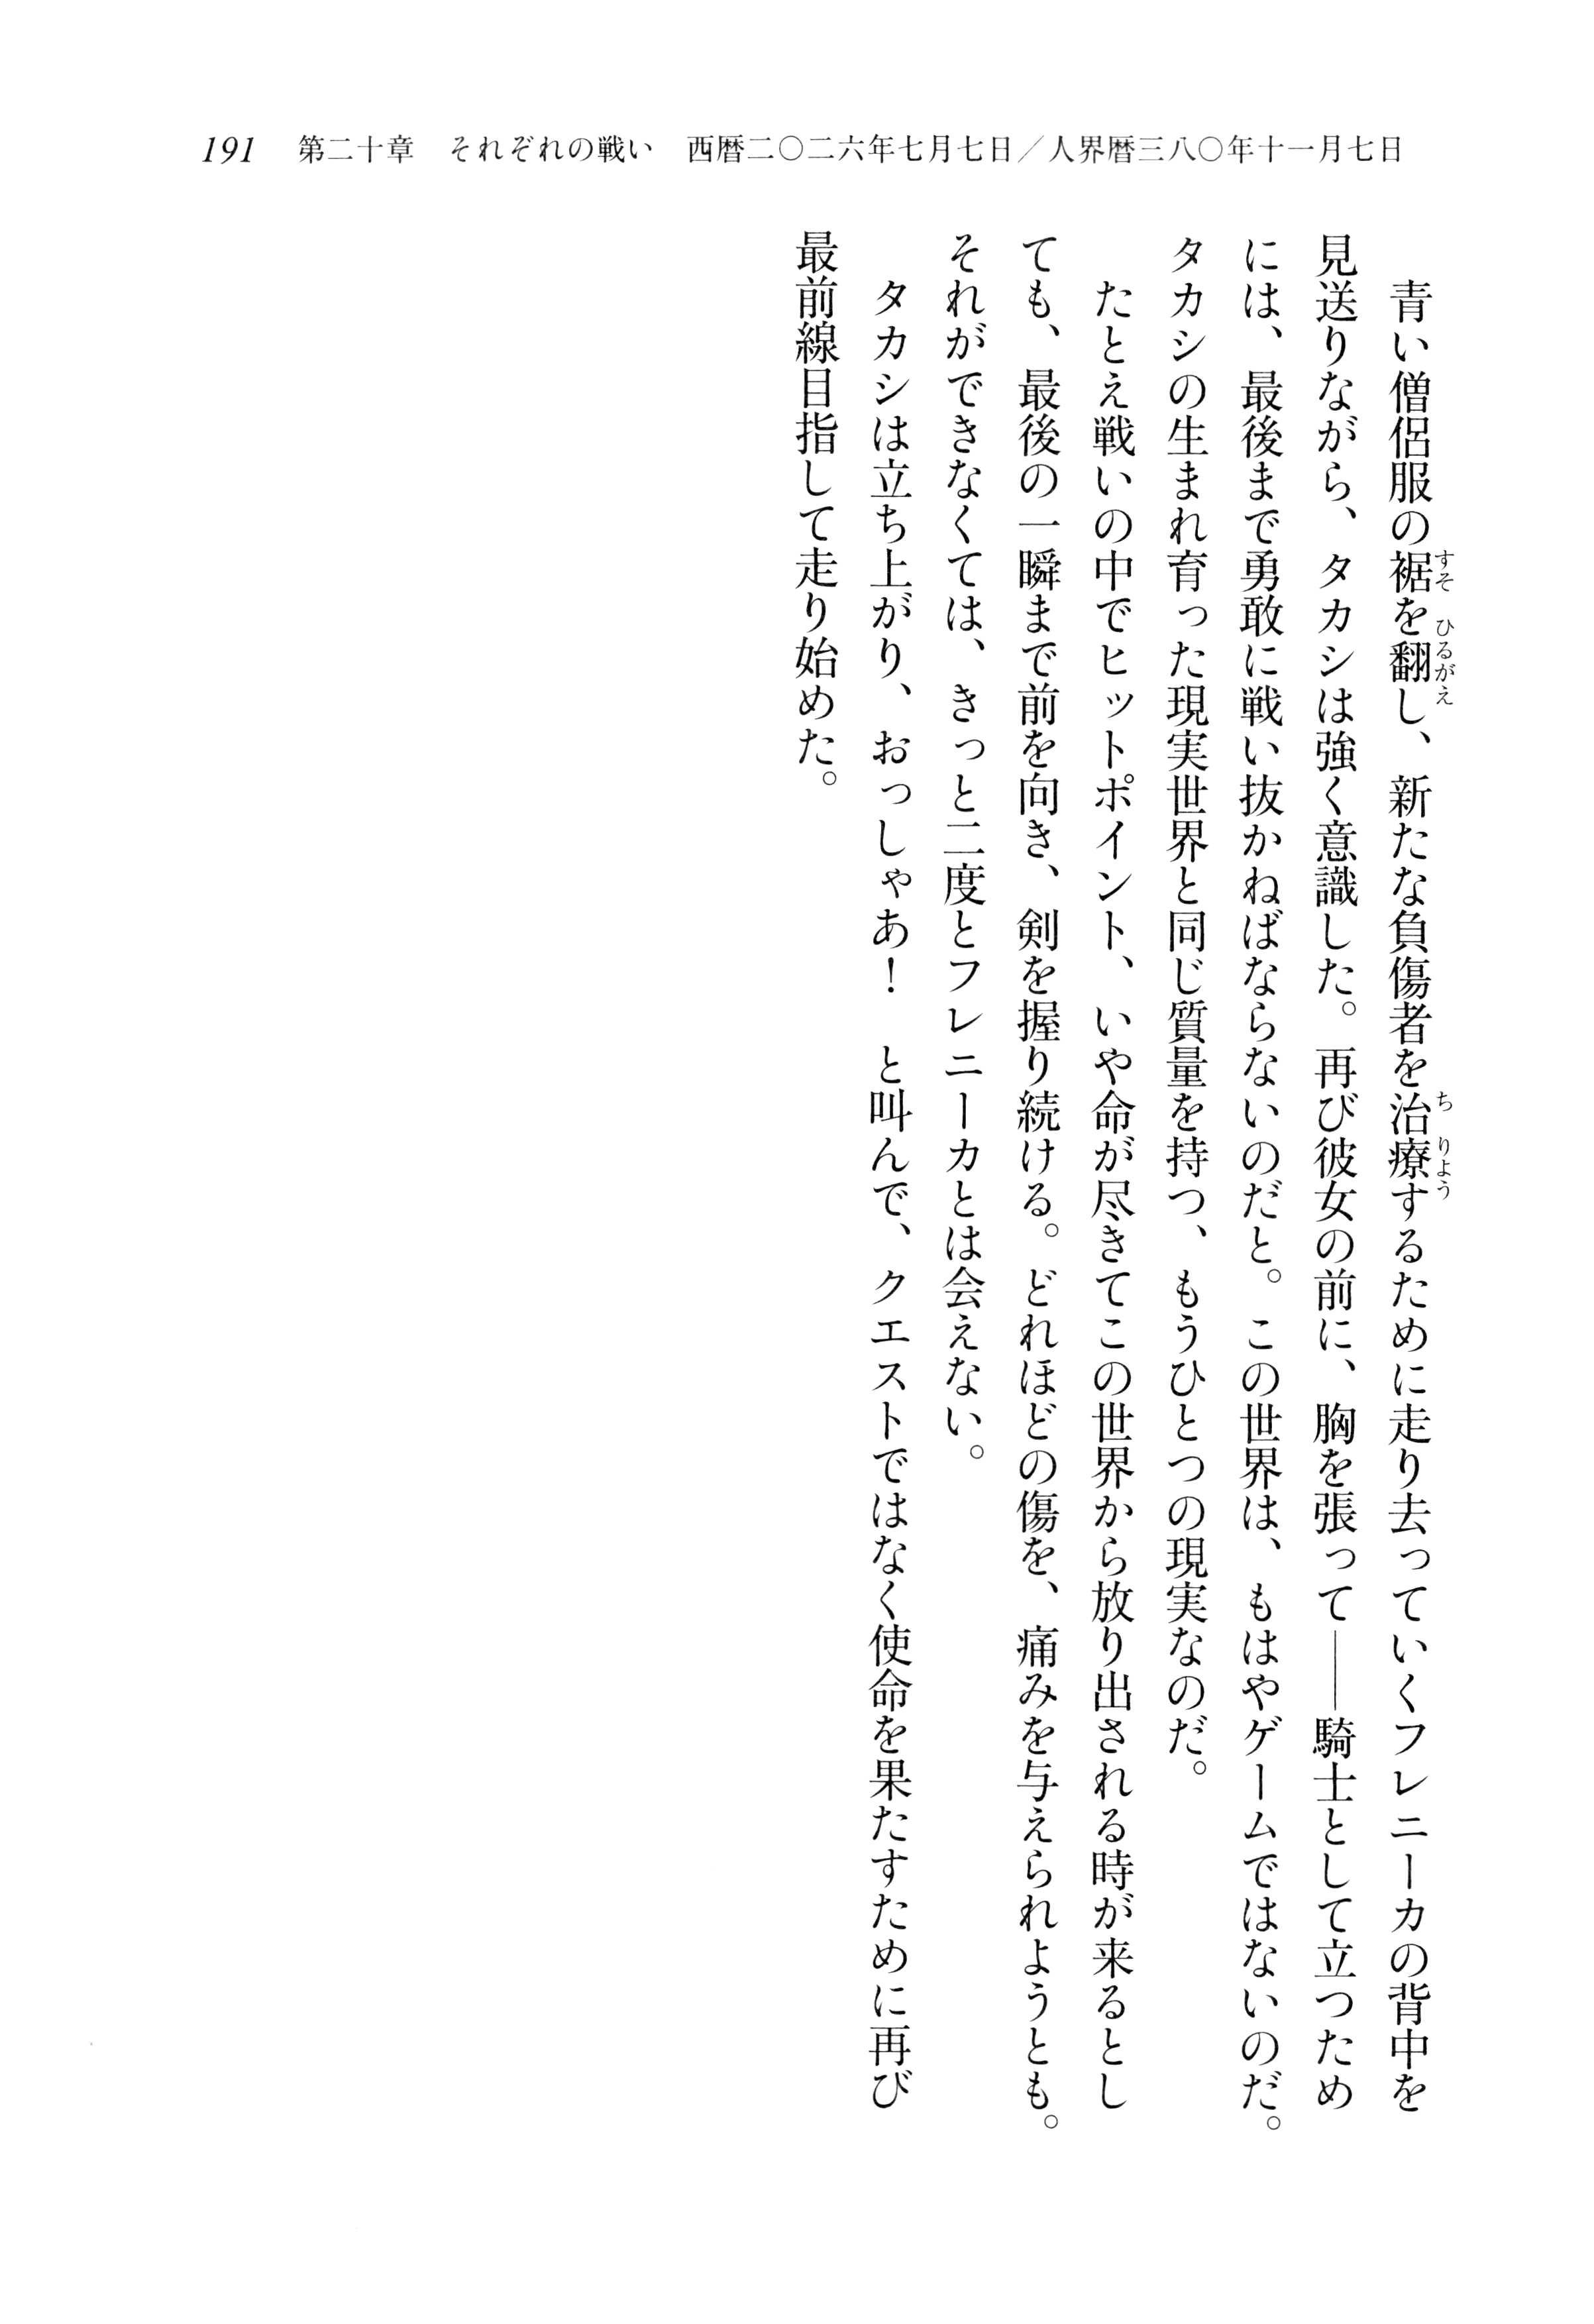 191　第二十章　それぞれの戦い　西暦二〇二六年七月七日／人界暦三八〇年十一月七日
　青い僧侶服の裾を翻し、新たな負傷者を治療するために走り去っていくフレニーカの背中を
見送りながら、タカシは強く意識した。再び彼女の前に、胸を張って――騎士として立つため
には、最後まで勇敢に戦い抜かねばならないのだと。この世界は、もはやゲームではないのだ。
タカシの生まれ育った現実世界と同じ質量を持つ、もうひとつの現実なのだ。
　たとえ戦いの中でヒットポイント、いや命が尽きてこの世界から放り出される時が来るとし
ても、最後の一瞬まで前を向き、剣を握り続ける。どれほどの傷を、痛みを与えられようとも。
それができなくては、きっと二度とフレニーカとは会えない。
　タカシは立ち上がり、おっしゃあ！　と叫んで、クエストではなく使命を果たすために再び
最前線目指して走り始めた。
すそ
ひるがえ
ちりよう